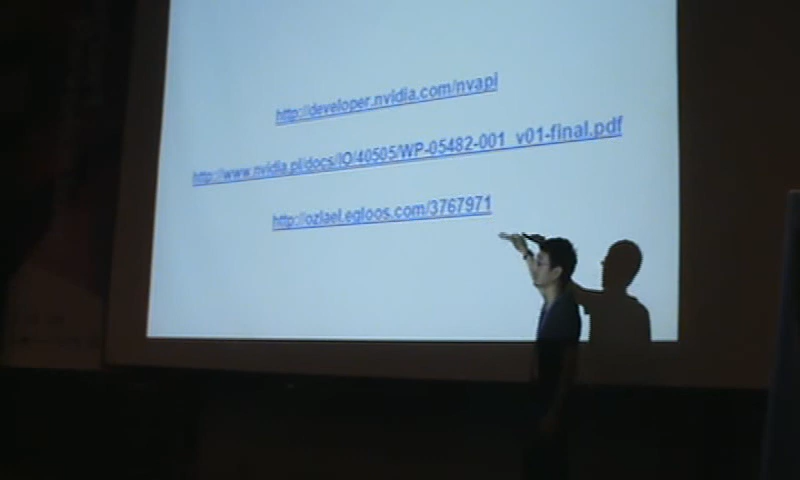 http://developer.nvidia.com/nvapi
http://www.nvidia.pl/docs/IO/40505/WP-05482-001_v01-final.pdf
http://ozlael.egloos.com/3767971